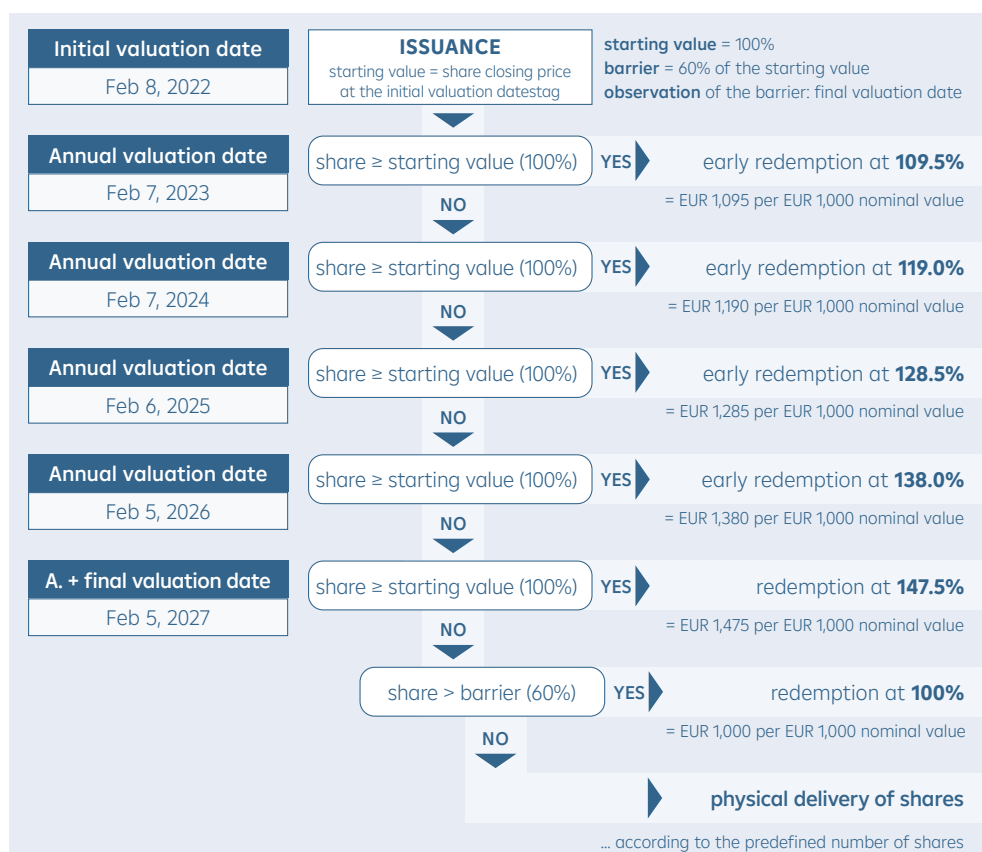 Initial valuation date
Feb 8, 2022
ISSUANCE
starting value = share closing price
at the initial valuation datestag
starting value = 100%
barrier = 60% of the starting value
observation of the barrier: final valuation date
Annual valuation date
Feb 7, 2023
share ≥ starting value (100%)
YES
early redemption at 109.5%
= EUR 1,095 per EUR 1,000 nominal value
NO
Annual valuation date
Feb 7, 2024
share ≥ starting value (100%)
YES
early redemption at 119.0%
= EUR 1,190 per EUR 1,000 nominal value
NO
Annual valuation date
Feb 6, 2025
share ≥ starting value (100%)
YES
early redemption at 128.5%
= EUR 1,285 per EUR 1,000 nominal value
NO
Annual valuation date
Feb 5, 2026
share ≥ starting value (100%)
YES
early redemption at 138.0%
= EUR 1,380 per EUR 1,000 nominal value
NO
A. + final valuation date
Feb 5, 2027
share ≥ starting value (100%)
YES
redemption at 147.5%
= EUR 1,475 per EUR 1,000 nominal value
NO
share > barrier (60%)
YES
redemption at 100%
= EUR 1,000 per EUR 1,000 nominal value
NO
physical delivery of shares
... according to the predefined number of shares